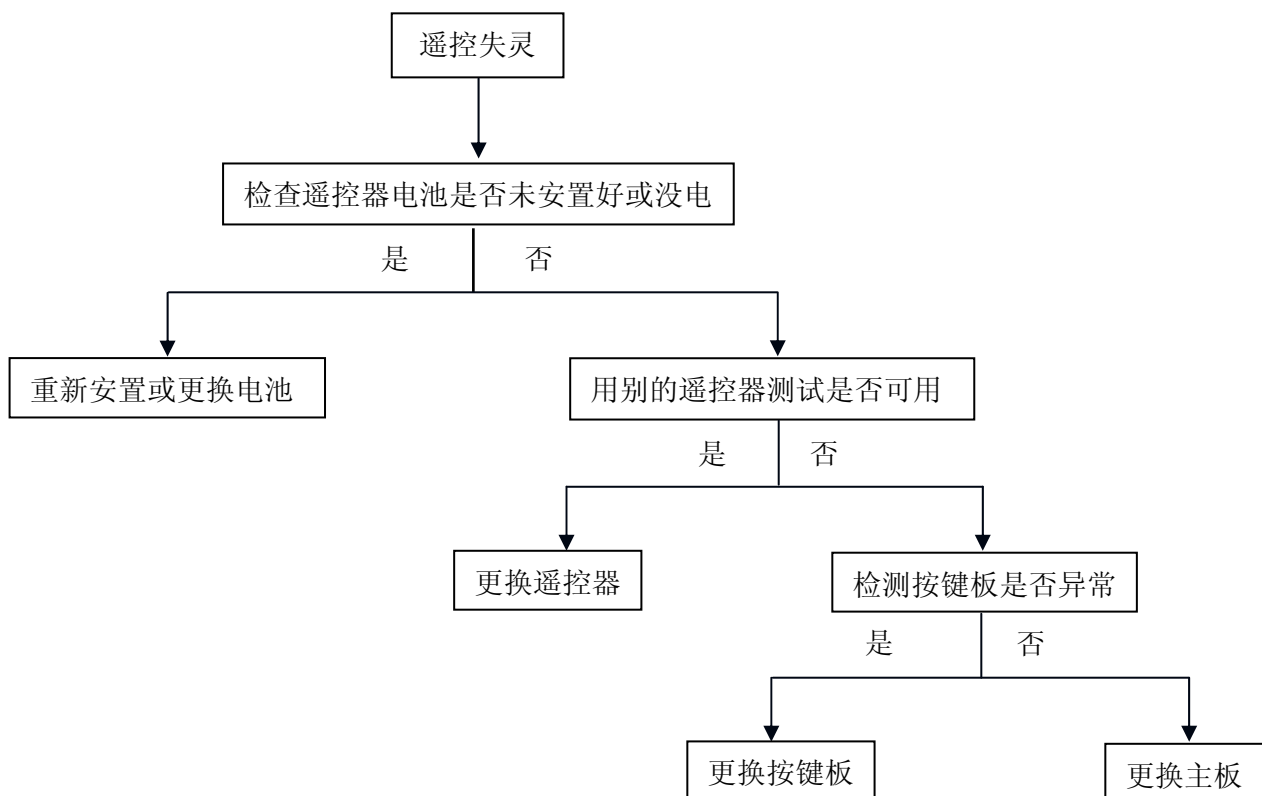 遥控失灵
检查遥控器电池是否未安置好或没电
是 否
重新安置或更换电池
用别的遥控器测试是否可用
是 否
更换遥控器
检测按键板是否异常
是 否
更换按键板
更换主板